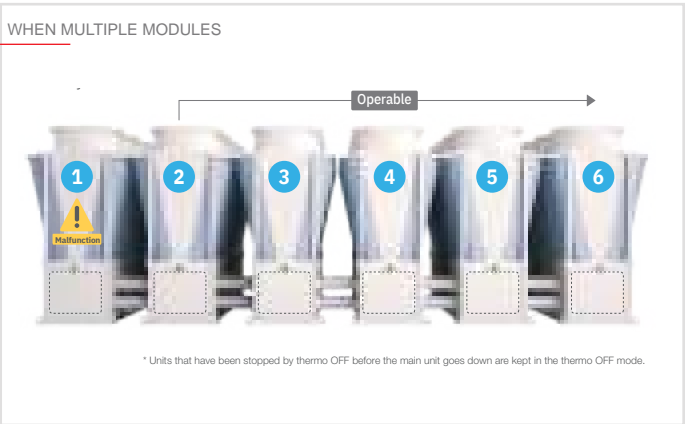 WHEN MULTIPLE MODULES
Operable
1 2 3 4 5 6
Malfunction
* Units that have been stopped by thermo OFF before the main unit goes down are kept in the thermo OFF mode.